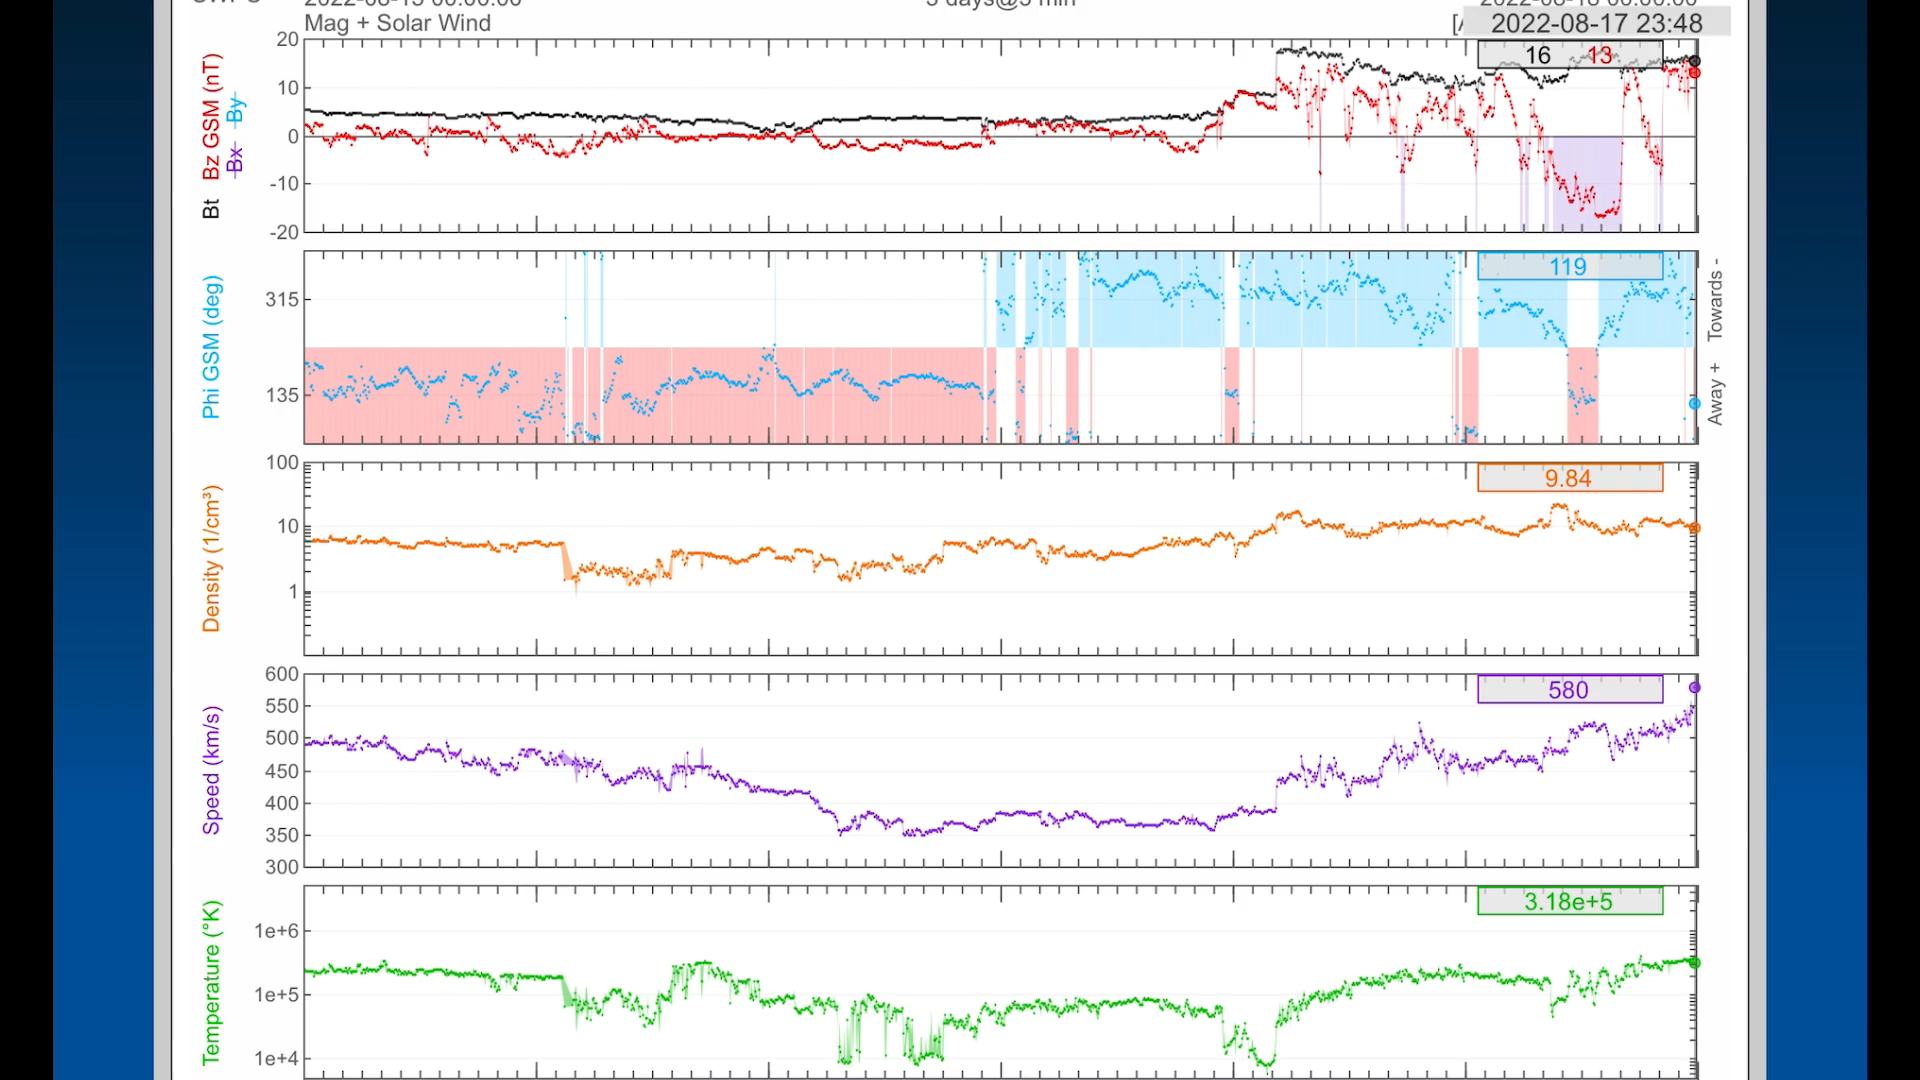 Mag + Solar Wind
2022-08-17 23:48
Bt Bz GSM (nT)
Bx By
20
10
0
-10
-20
16 13
Phi GSM (deg)
315
135
119
Towards -
Away +
Density (1/cm³)
100
10
1
9.84
Speed (km/s)
600
550
500
450
400
350
300
580
Temperature (°K)
1e+6
1e+5
1e+4
3.18e+5